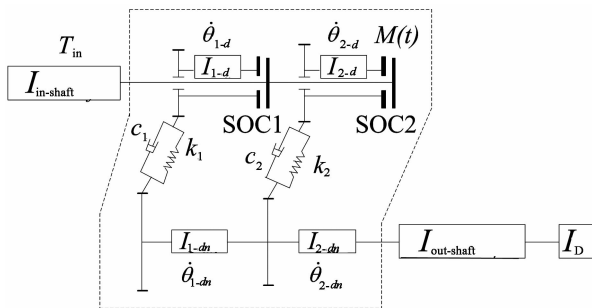 T_in θ̇_1-d θ̇_2-d M(t)
I_in-shaft I_1-d I_2-d
SOC1 SOC2
c_1 k_1 c_2 k_2
I_1-dn I_2-dn I_out-shaft I_D
θ̇_1-dn θ̇_2-dn